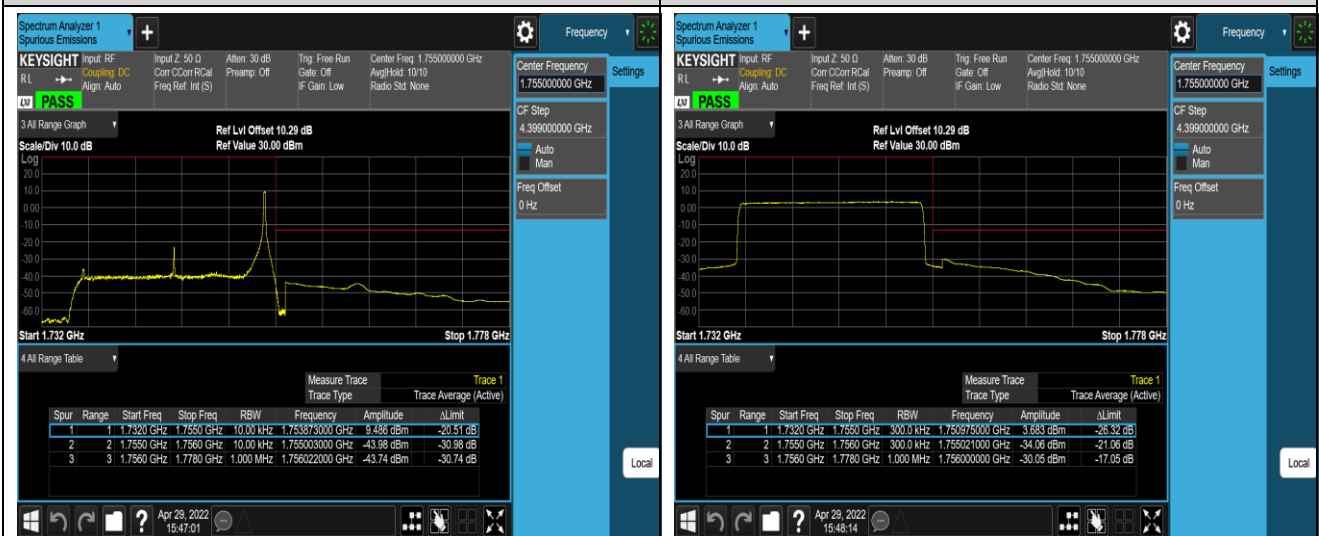 Spectrum Analyzer 1
Spurious Emissions
+
Frequency
KEYSIGHT
RL
Input: RF
Coupling: DC
Align: Auto
Input Z: 50 Ω
Corr CCorr RCal
Freq Ref: Int (S)
Atten: 30 dB
Preamp: Off
Trig: Free Run
Gate: Off
IF Gain: Low
Center Freq: 1.755000000 GHz
Avg|Hold: 10/10
Radio Std: None
LXI PASS
Center Frequency
1.755000000 GHz
Settings
CF Step
4.399000000 GHz
Auto
Man
Freq Offset
0 Hz
3 All Range Graph
Ref Lvl Offset 10.29 dB
Scale/Div 10.0 dB
Ref Value 30.00 dBm
Log
20.0
10.0
0.00
-10.0
-20.0
-30.0
-40.0
-50.0
-60.0
Start 1.732 GHz
Stop 1.778 GHz
4 All Range Table
Measure Trace Trace 1
Trace Type Trace Average (Active)
Spur Range Start Freq Stop Freq RBW Frequency Amplitude ΔLimit
1 1 1.7320 GHz 1.7550 GHz 10.00 kHz 1.753873000 GHz 9.486 dBm -20.51 dB
2 2 1.7550 GHz 1.7560 GHz 10.00 kHz 1.755003000 GHz -43.98 dBm -30.98 dB
3 3 1.7560 GHz 1.7780 GHz 1.000 MHz 1.756022000 GHz -43.74 dBm -30.74 dB
Local
?
Apr 29, 2022
15:47:01
Spectrum Analyzer 1
Spurious Emissions
+
Frequency
KEYSIGHT
RL
Input: RF
Coupling: DC
Align: Auto
Input Z: 50 Ω
Corr CCorr RCal
Freq Ref: Int (S)
Atten: 30 dB
Preamp: Off
Trig: Free Run
Gate: Off
IF Gain: Low
Center Freq: 1.755000000 GHz
Avg|Hold: 10/10
Radio Std: None
LXI PASS
Center Frequency
1.755000000 GHz
Settings
CF Step
4.399000000 GHz
Auto
Man
Freq Offset
0 Hz
3 All Range Graph
Ref Lvl Offset 10.29 dB
Scale/Div 10.0 dB
Ref Value 30.00 dBm
Log
20.0
10.0
0.00
-10.0
-20.0
-30.0
-40.0
-50.0
-60.0
Start 1.732 GHz
Stop 1.778 GHz
4 All Range Table
Measure Trace Trace 1
Trace Type Trace Average (Active)
Spur Range Start Freq Stop Freq RBW Frequency Amplitude ΔLimit
1 1 1.7320 GHz 1.7550 GHz 300.0 kHz 1.750975000 GHz 3.683 dBm -26.32 dB
2 2 1.7550 GHz 1.7560 GHz 300.0 kHz 1.755021000 GHz -34.06 dBm -21.06 dB
3 3 1.7560 GHz 1.7780 GHz 1.000 MHz 1.756000000 GHz -30.05 dBm -17.05 dB
Local
?
Apr 29, 2022
15:48:14